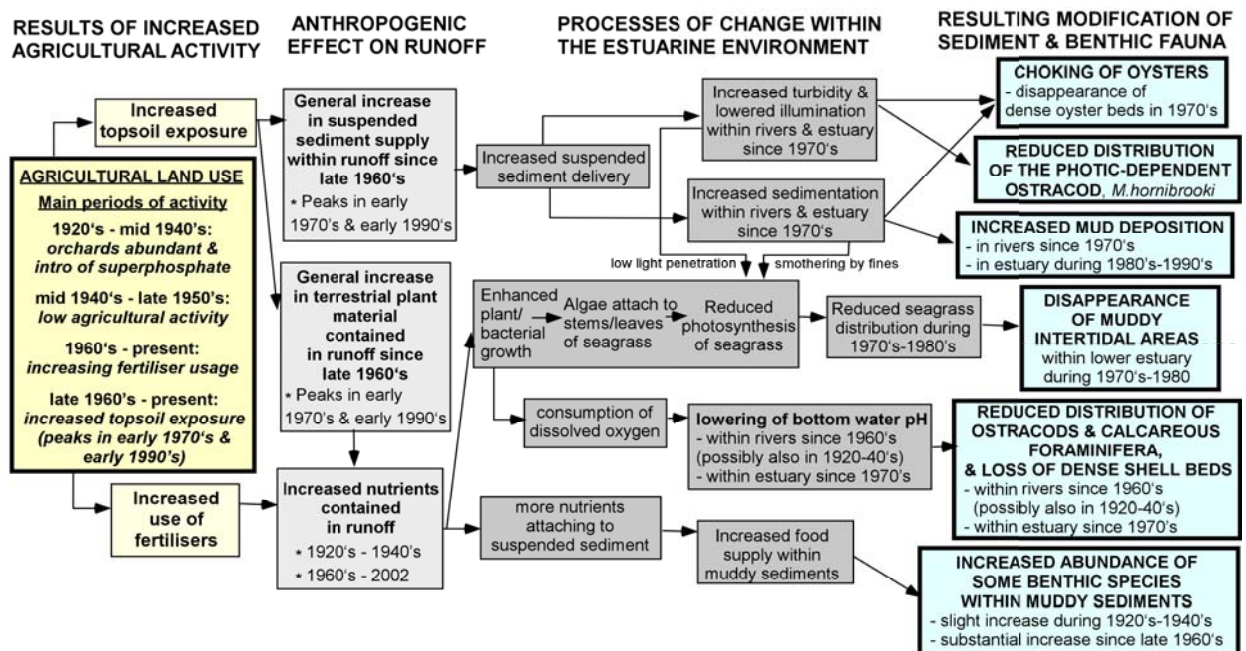 RESULTS OF INCREASED
AGRICULTURAL ACTIVITY
ANTHROPOGENIC
EFFECT ON RUNOFF
PROCESSES OF CHANGE WITHIN
THE ESTUARINE ENVIRONMENT
RESULTING MODIFICATION OF
SEDIMENT & BENTHIC FAUNA
Increased
topsoil exposure
AGRICULTURAL LAND USE
Main periods of activity
1920's - mid 1940's:
orchards abundant &
intro of superphosphate
mid 1940's - late 1950's:
low agricultural activity
1960's - present:
increasing fertiliser usage
late 1960's - present:
increased topsoil exposure
(peaks in early 1970's &
early 1990's)
Increased
use of
fertilisers
General increase
in suspended
sediment supply
within runoff since
late 1960's
* Peaks in early
1970's & early 1990's
General increase
in terrestrial plant
material
contained
in runoff since
late 1960's
* Peaks in early
1970's & early 1990's
Increased nutrients
contained
in runoff
* 1920's - 1940's
* 1960's - 2002
Increased suspended
sediment delivery
Increased turbidity &
lowered illumination
within rivers & estuary
since 1970's
Increased sedimentation
within rivers & estuary
since 1970's
low light penetration
smothering by fines
Enhanced
plant/
bacterial
growth
Algae attach to
stems/leaves
of seagrass
Reduced
photosynthesis
of seagrass
Reduced seagrass
distribution during
1970's-1980's
consumption of
dissolved oxygen
lowering of bottom water pH
- within rivers since 1960's
(possibly also in 1920-40's)
- within estuary since 1970's
more nutrients
attaching to
suspended sediment
Increased food
supply within
muddy sediments
CHOKING OF OYSTERS
- disappearance of
dense oyster beds in 1970's
REDUCED DISTRIBUTION
OF THE PHOTIC-DEPENDENT
OSTRACOD, M.hornibrooki
INCREASED MUD DEPOSITION
- in rivers since 1970's
- in estuary during 1980's-1990's
DISAPPEARANCE
OF MUDDY
INTERTIDAL AREAS
within lower estuary
during 1970's-1980
REDUCED DISTRIBUTION OF
OSTRACODS & CALCAREOUS
FORAMINIFERA,
& LOSS OF DENSE SHELL BEDS
- within rivers since 1960's
(possibly also in 1920-40's)
- within estuary since 1970's
INCREASED ABUNDANCE OF
SOME BENTHIC SPECIES
WITHIN MUDDY SEDIMENTS
- slight increase during 1920's-1940's
- substantial increase since late 1960's